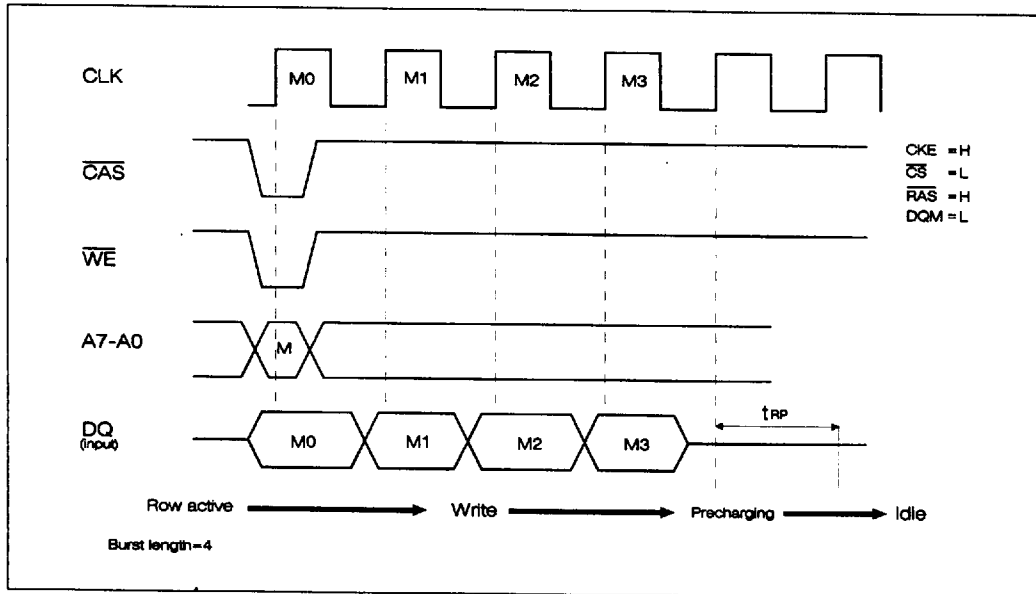 CLK
M0 M1 M2 M3
CAS
WE
A7-A0
M
DQ
(input)
M0 M1 M2 M3
tRP
CKE =H
CS =L
RAS =H
DQM =L
Row active Write Precharging Idle
Burst length=4